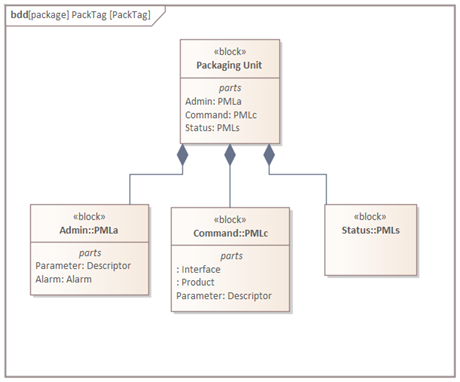 bdd[package] PackTag [PackTag]
«block»
Packaging Unit
parts
Admin: PMLa
Command: PMLc
Status: PMLs
«block»
Admin::PMLa
parts
Parameter: Descriptor
Alarm: Alarm
«block»
Command::PMLc
parts
: Interface
: Product
Parameter: Descriptor
«block»
Status::PMLs